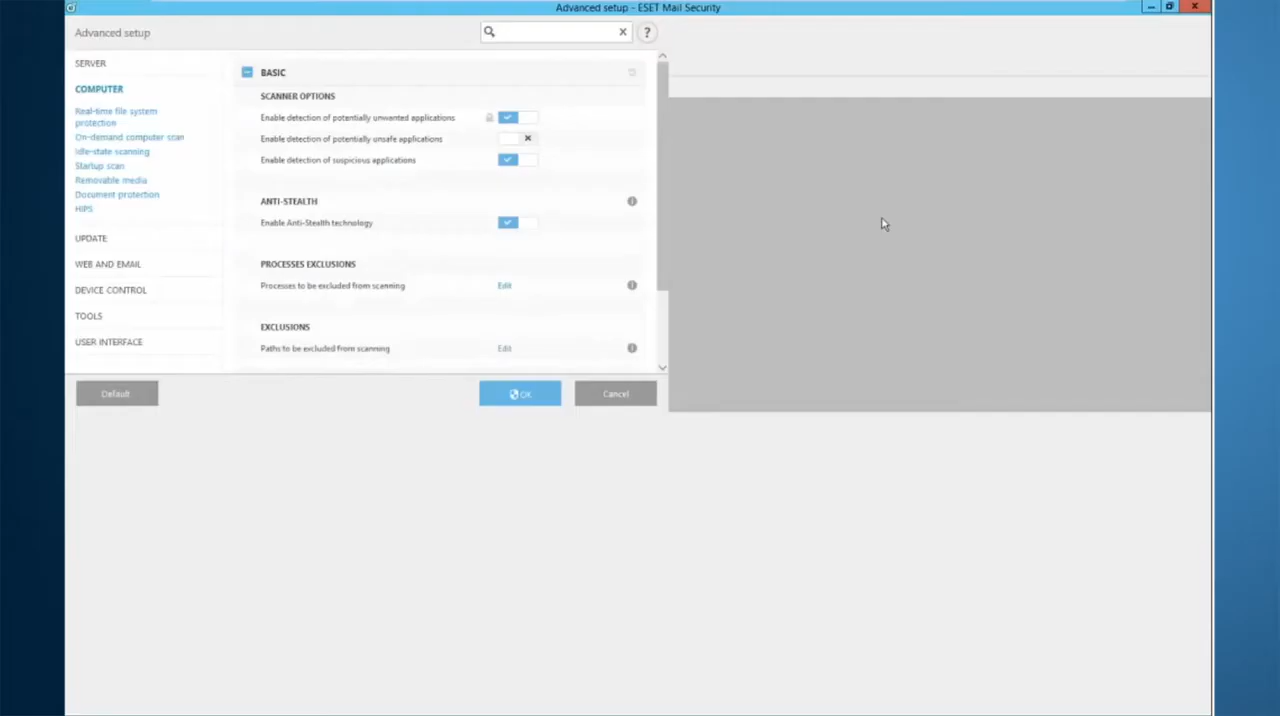 Advanced setup - ESET Mail Security
Advanced setup
?
SERVER
COMPUTER
Real-time file system
protection
On-demand computer scan
Idle-state scanning
Startup scan
Removable media
Document protection
HIPS
UPDATE
WEB AND EMAIL
DEVICE CONTROL
TOOLS
USER INTERFACE
BASIC
SCANNER OPTIONS
Enable detection of potentially unwanted applications
Enable detection of potentially unsafe applications
Enable detection of suspicious applications
ANTI-STEALTH
Enable Anti-Stealth technology
PROCESSES EXCLUSIONS
Processes to be excluded from scanning Edit
EXCLUSIONS
Paths to be excluded from scanning Edit
Default
OK
Cancel